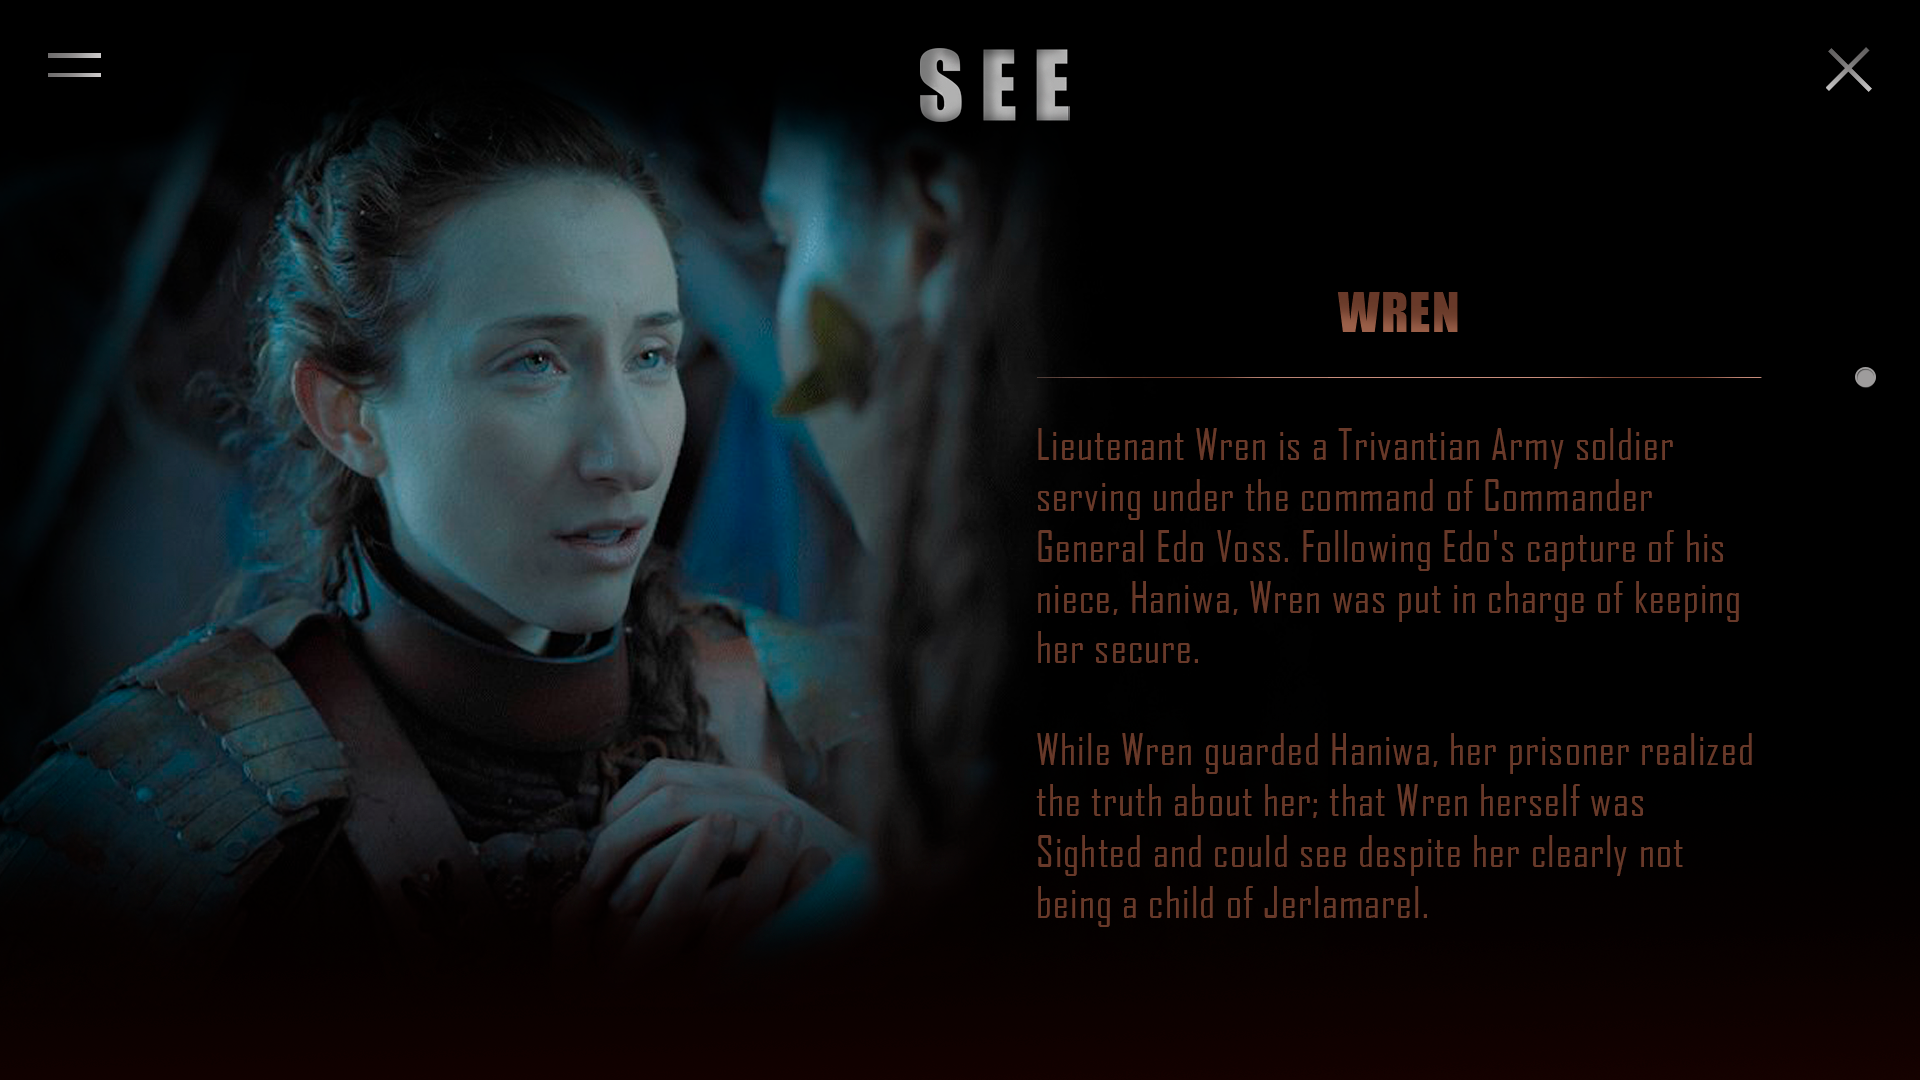 SEE
WREN
Lieutenant Wren is a Trivantian Army soldier
serving under the command of Commander
General Edo Voss. Following Edo's capture of his
niece, Haniwa, Wren was put in charge of keeping
her secure.
While Wren guarded Haniwa, her prisoner realized
the truth about her; that Wren herself was
Sighted and could see despite her clearly not
being a child of Jerlamarel.